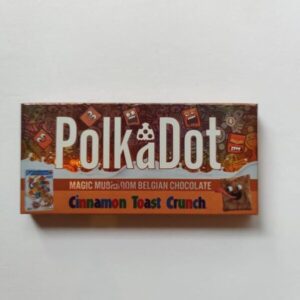 PolkaDot
MAGIC MUSHROOM BELGIAN CHOCOLATE
Cinnamon Toast Crunch